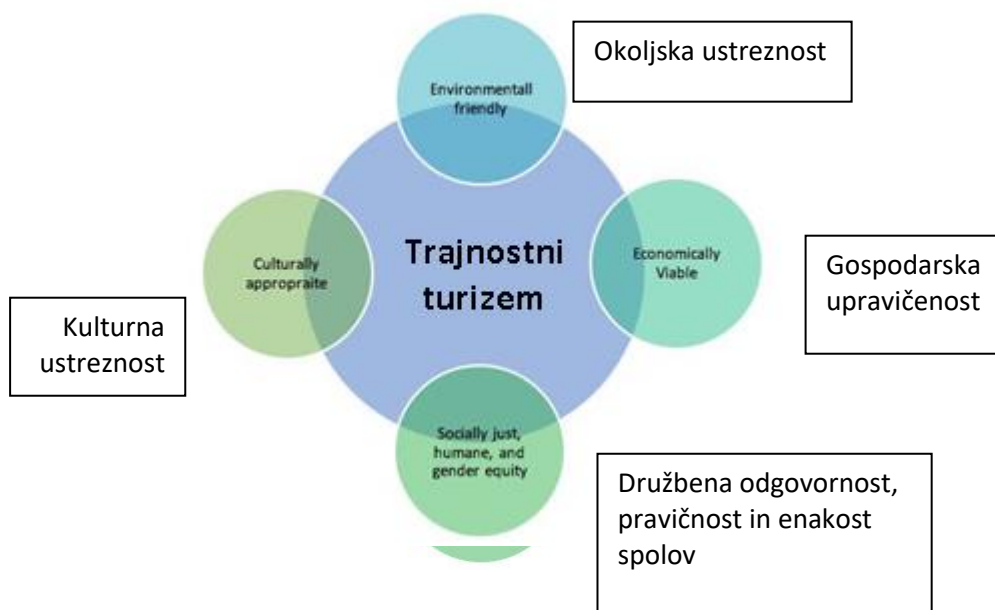 Okoljska ustreznost
Environmentall
friendly
Trajnostni
turizem
Culturally
appropraite
Economically
Viable
Gospodarska
upravičenost
Kulturna
ustreznost
Socially just,
humane, and
gender equity
Družbena odgovornost,
pravičnost in enakost
spolov